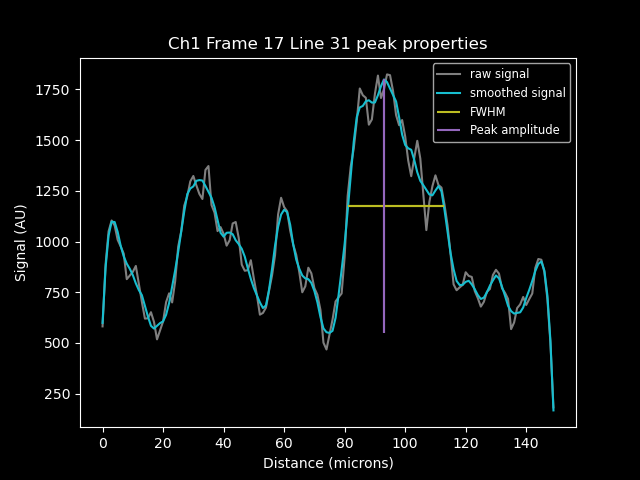 Ch1 Frame 17 Line 31 peak properties
raw signal
smoothed signal
FWHM
Peak amplitude
Signal (AU)
1750
1500
1250
1000
750
500
250
0 20 40 60 80 100 120 140
Distance (microns)